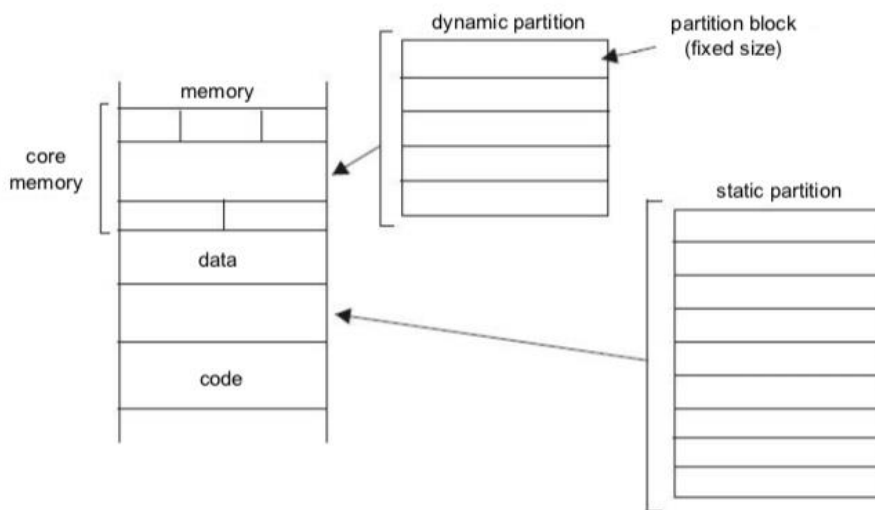 dynamic partition
partition block
(fixed size)
memory
core
memory
static partition
data
code